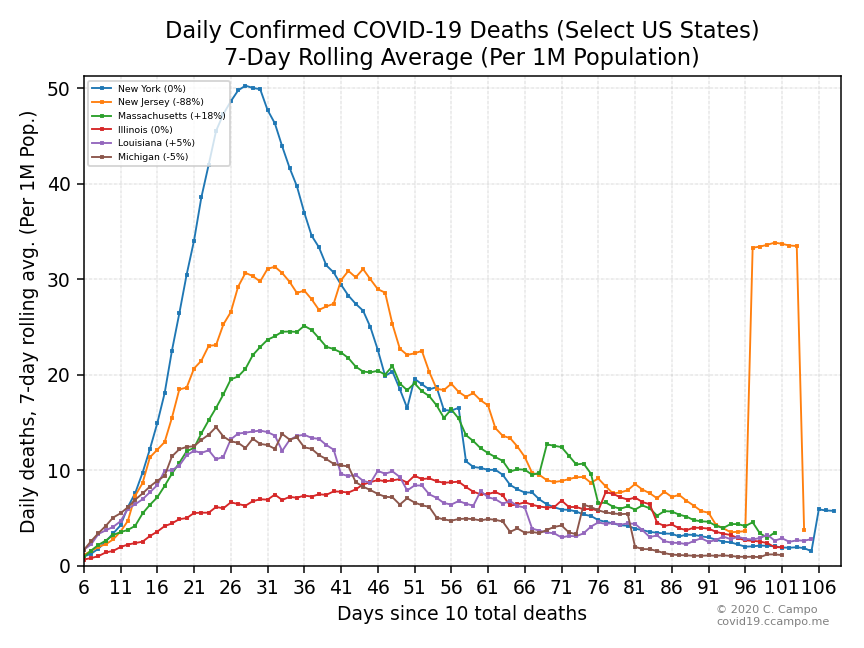 Daily Confirmed COVID-19 Deaths (Select US States)
7-Day Rolling Average (Per 1M Population)
Daily deaths, 7-day rolling avg. (Per 1M Pop.)
50
40
30
20
10
0
New York (0%)
New Jersey (-88%)
Massachusetts (+18%)
Illinois (0%)
Louisiana (+5%)
Michigan (-5%)
6 11 16 21 26 31 36 41 46 51 56 61 66 71 76 81 86 91 96 101 106
Days since 10 total deaths
© 2020 C. Campo
covid19.ccampo.me